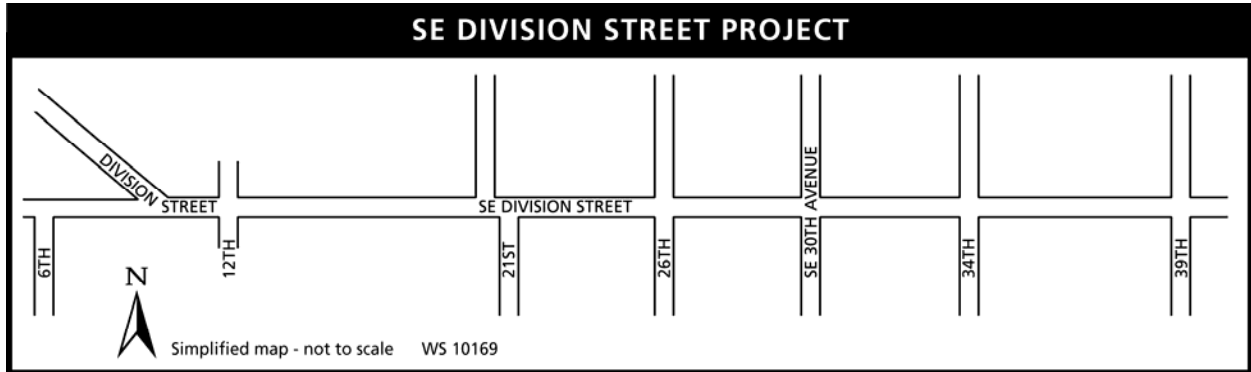 SE DIVISION STREET PROJECT
DIVISION
STREET
SE DIVISION STREET
SE 30TH AVENUE
6TH
12TH
21ST
26TH
34TH
39TH
N
Simplified map - not to scale WS 10169